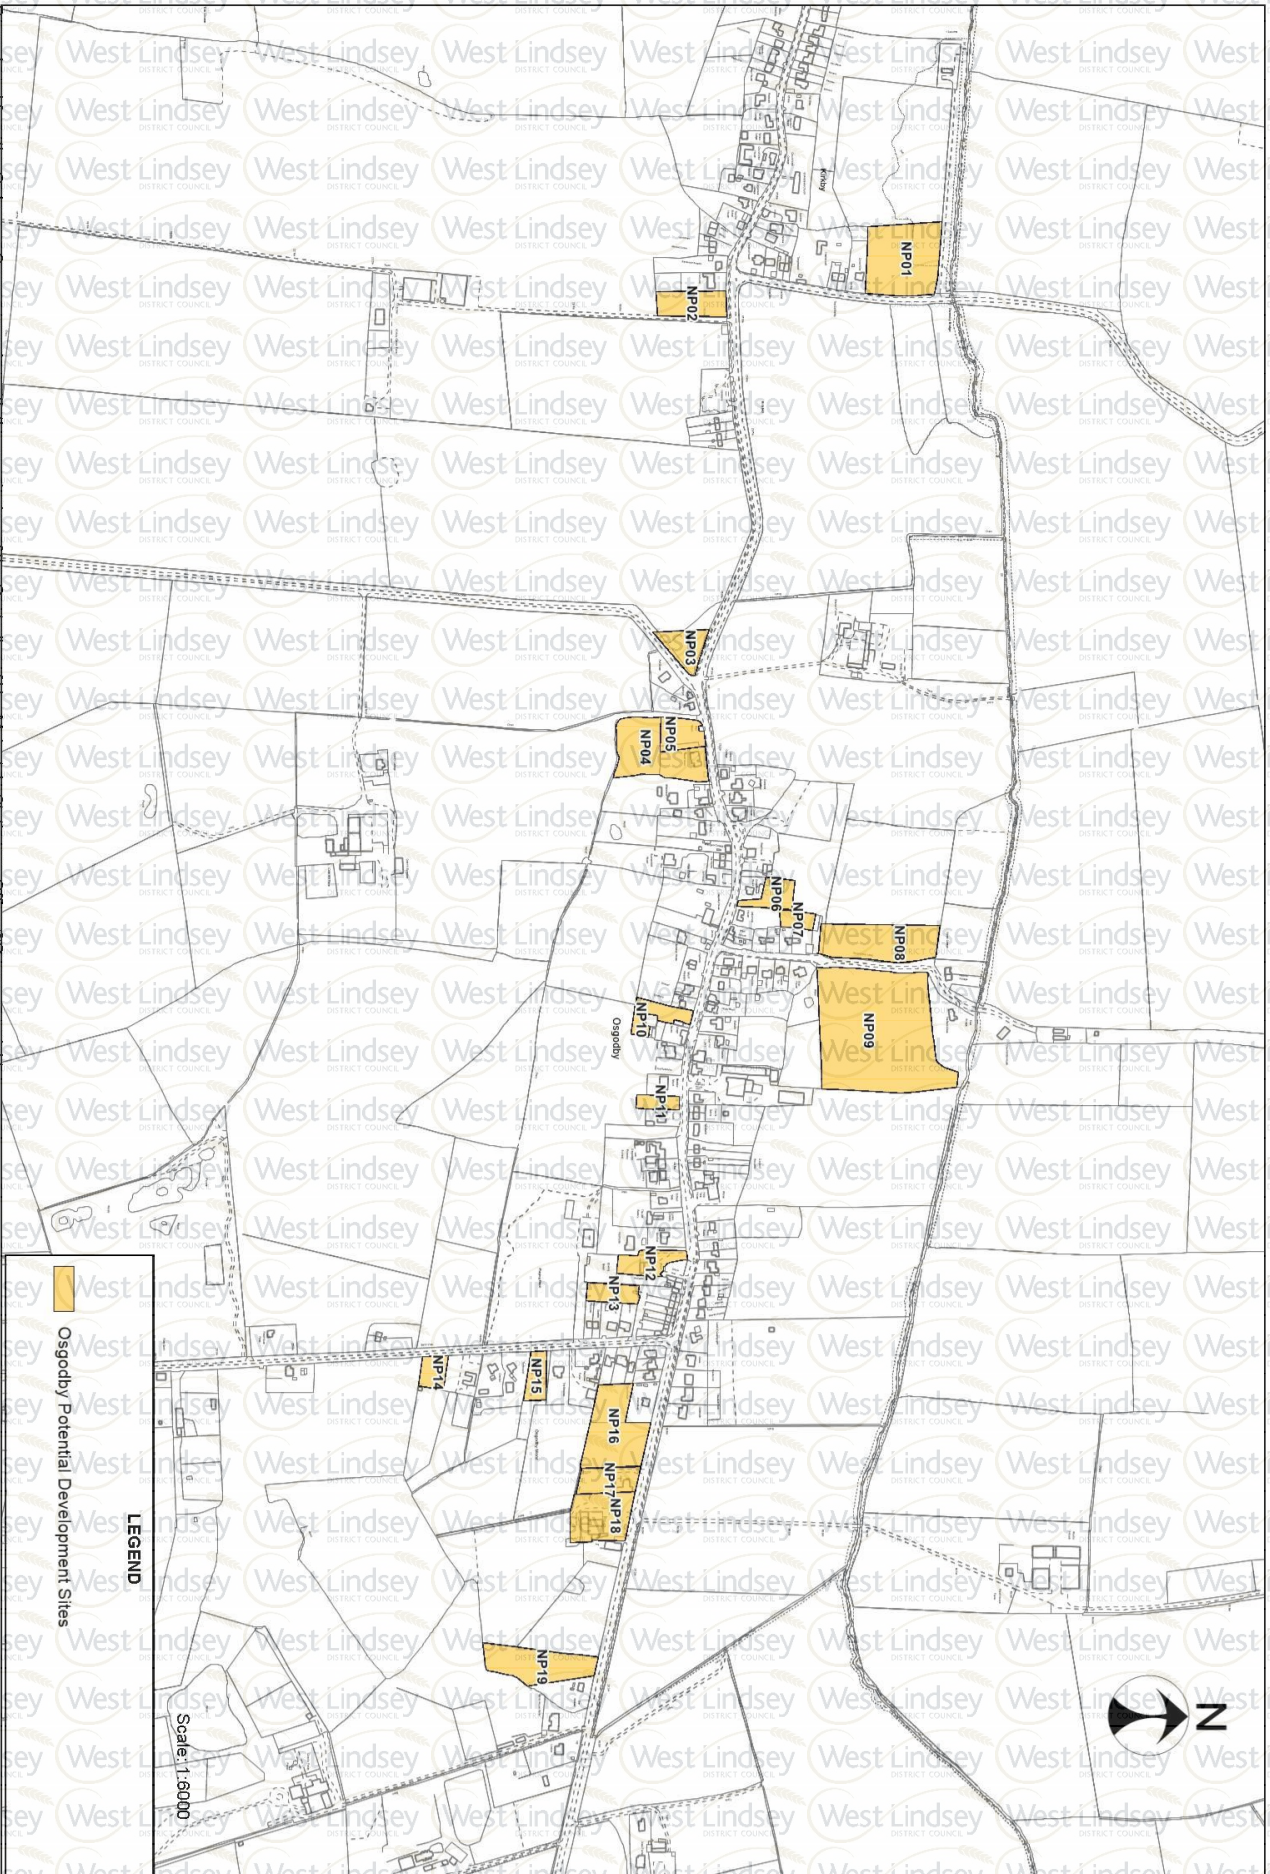 Kirkby
NP01
NP02
NP03
NP05
NP04
NP06
NP07
NP08
NP09
NP10
Osgodby
NP11
NP12
NP13
NP14
NP15
NP16
NP17
NP18
NP19
N
LEGEND
Osgodby Potential Development Sites
Scale: 1:6000
West Lindsey
DISTRICT COUNCIL